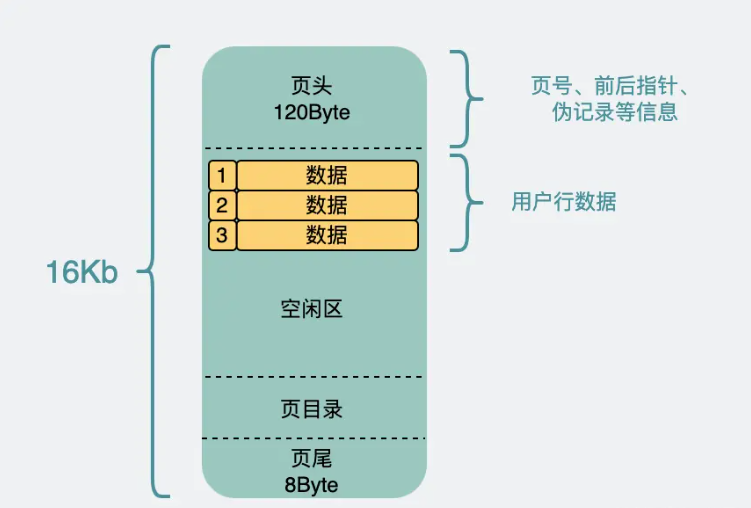 页头
120Byte
页号、前后指针、
伪记录等信息
1 数据
2 数据
3 数据
用户行数据
16Kb
空闲区
页目录
页尾
8Byte